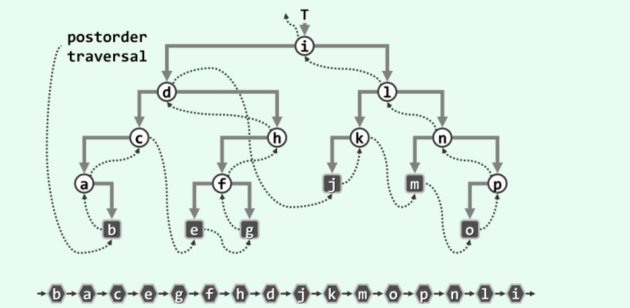 T
postorder
traversal
i
d l
c h k n
a f j m p
b e g o
b a c e g f h d j k m o p n l i